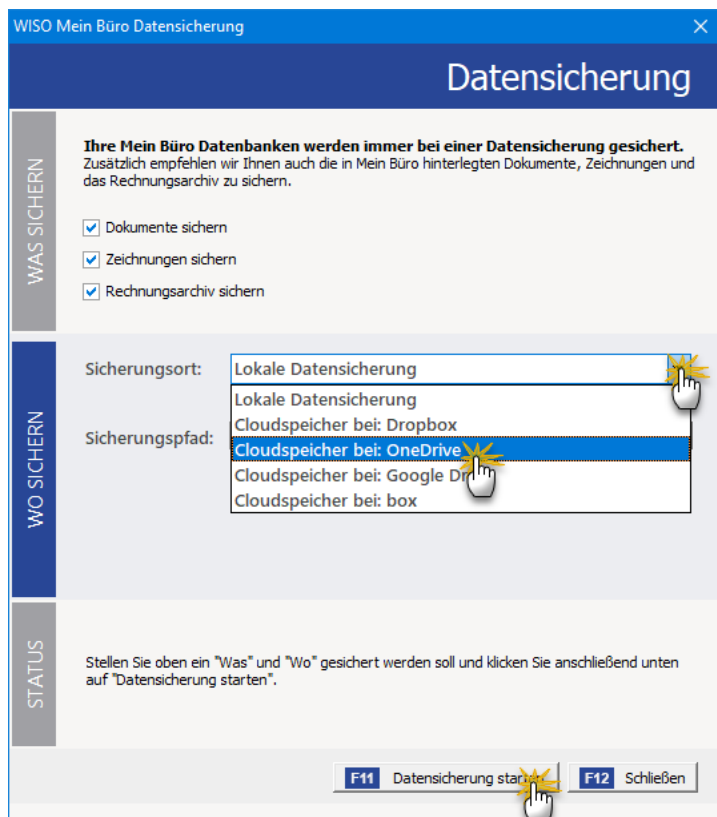 WISO Mein Büro Datensicherung
Datensicherung
WAS SICHERN
Ihre Mein Büro Datenbanken werden immer bei einer Datensicherung gesichert.
Zusätzlich empfehlen wir Ihnen auch die in Mein Büro hinterlegten Dokumente, Zeichnungen und
das Rechnungsarchiv zu sichern.
Dokumente sichern
Zeichnungen sichern
Rechnungsarchiv sichern
WO SICHERN
Sicherungsort: Lokale Datensicherung
Lokale Datensicherung
Cloudspeicher bei: Dropbox
Sicherungspfad:
Cloudspeicher bei: OneDrive
Cloudspeicher bei: Google
Cloudspeicher bei: box
STATUS
Stellen Sie oben ein "Was" und "Wo" gesichert werden soll und klicken Sie anschließend unten
auf "Datensicherung starten".
F11 Datensicherung F12 Schließen